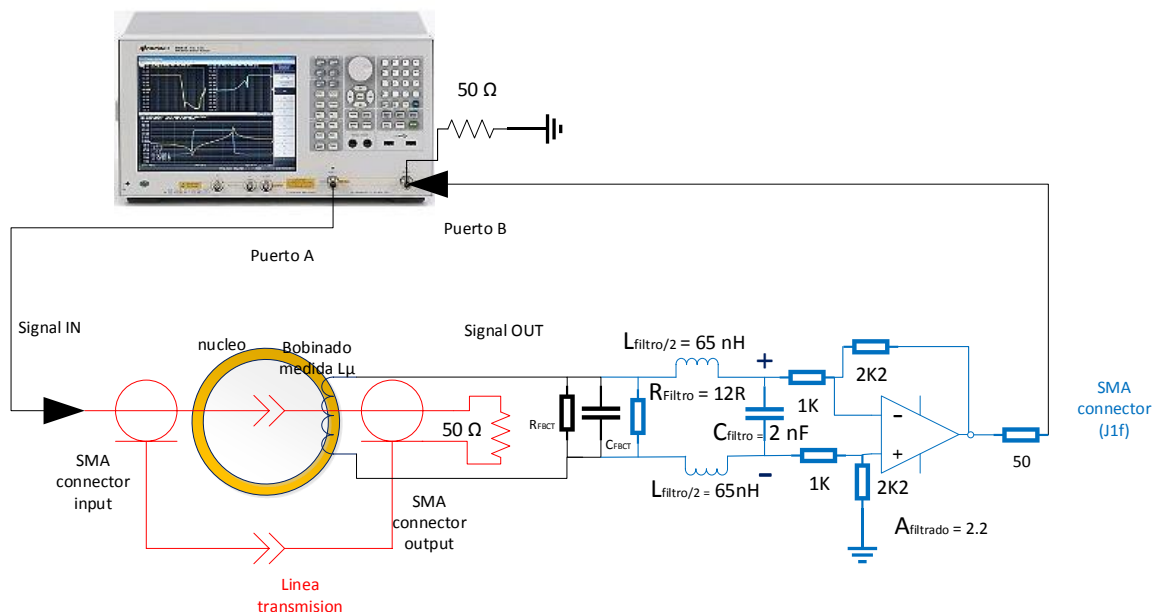 50 Ω
Puerto B
Puerto A
Signal IN
Signal OUT
nucleo
Bobinado
medida Lμ
Lfiltro/2 = 65 nH
2K2
RFiltro = 12R
1K
SMA
connector
(J1f)
RFBCT
CFBCT
Cfiltro = 2 nF
50 Ω
+
-
-
+
50
SMA
connector
input
SMA
connector
output
Lfiltro/2 = 65nH
1K
2K2
Afiltrado = 2.2
Linea
transmision